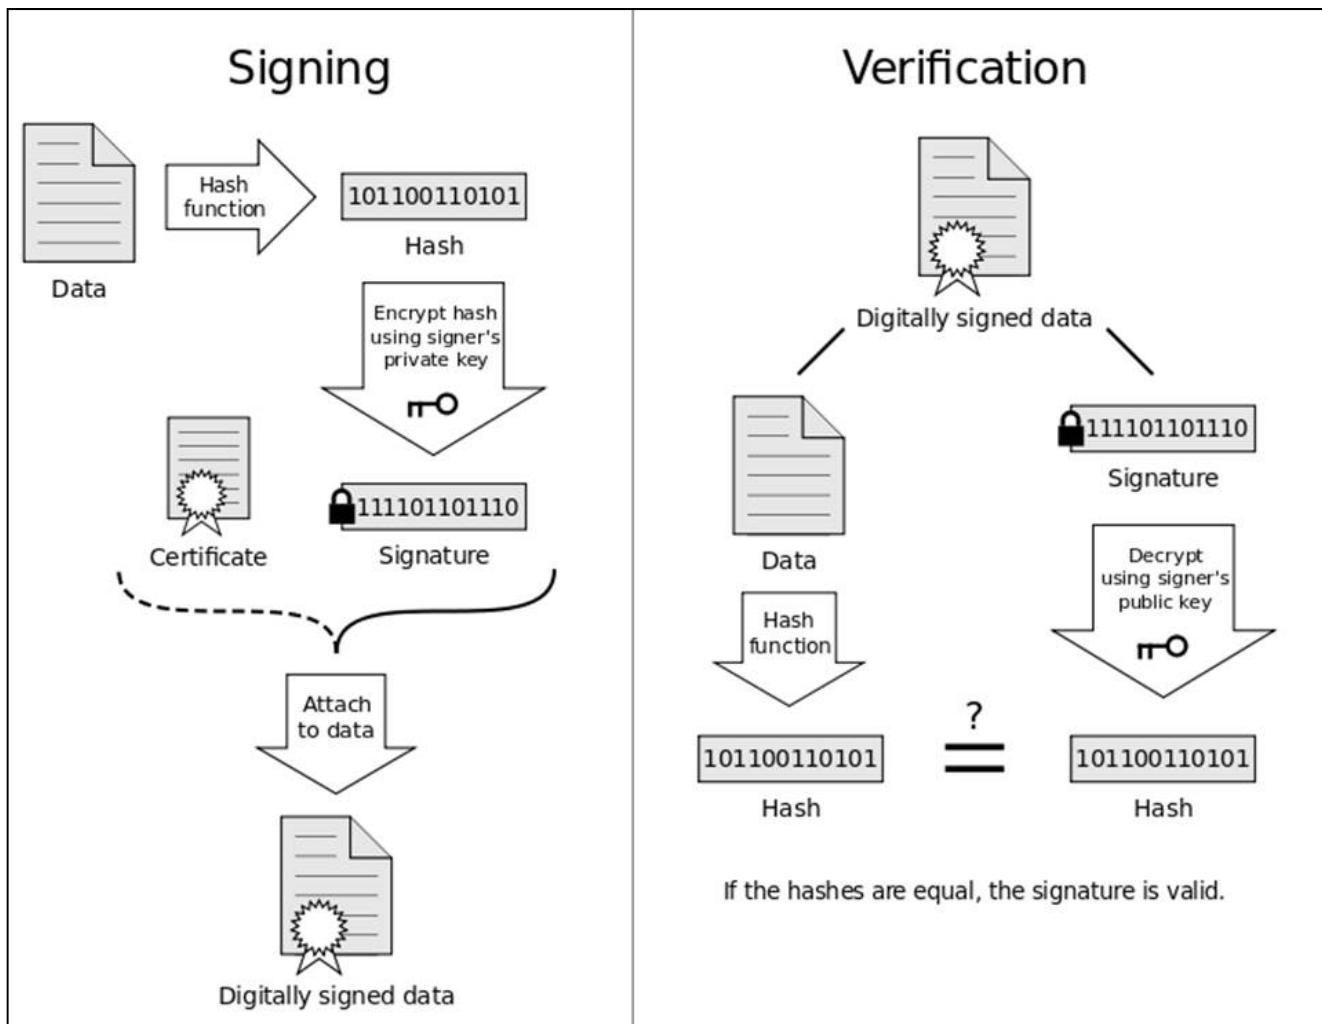 Signing
Hash
function
101100110101
Hash
Data
Encrypt hash
using signer's
private key
Certificate
111101101110
Signature
Attach
to data
Digitally signed data
Verification
Digitally signed data
Data
111101101110
Signature
Hash
function
Decrypt
using signer's
public key
101100110101
Hash
?
=
101100110101
Hash
If the hashes are equal, the signature is valid.